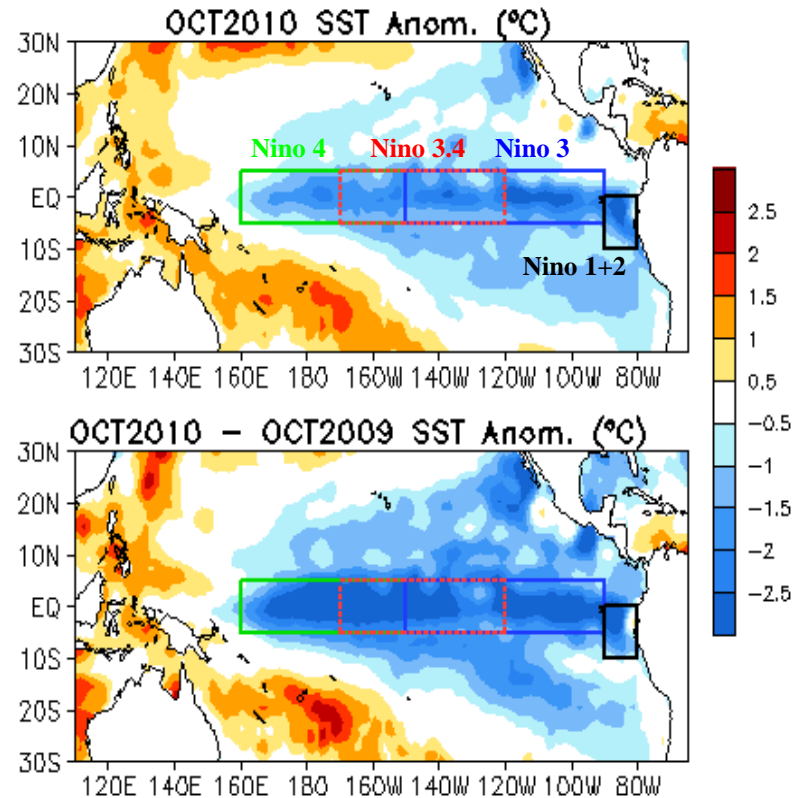 OCT2010 SST Anom. (ºC)
30N
20N
10N
EQ
10S
20S
30S
Nino 4
Nino 3.4
Nino 3
Nino 1+2
120E 140E 160E 180 160W 140W 120W 100W 80W
OCT2010 – OCT2009 SST Anom. (ºC)
30N
20N
10N
EQ
10S
20S
30S
120E 140E 160E 180 160W 140W 120W 100W 80W
2.5
2
1.5
1
0.5
−0.5
−1
−1.5
−2
−2.5